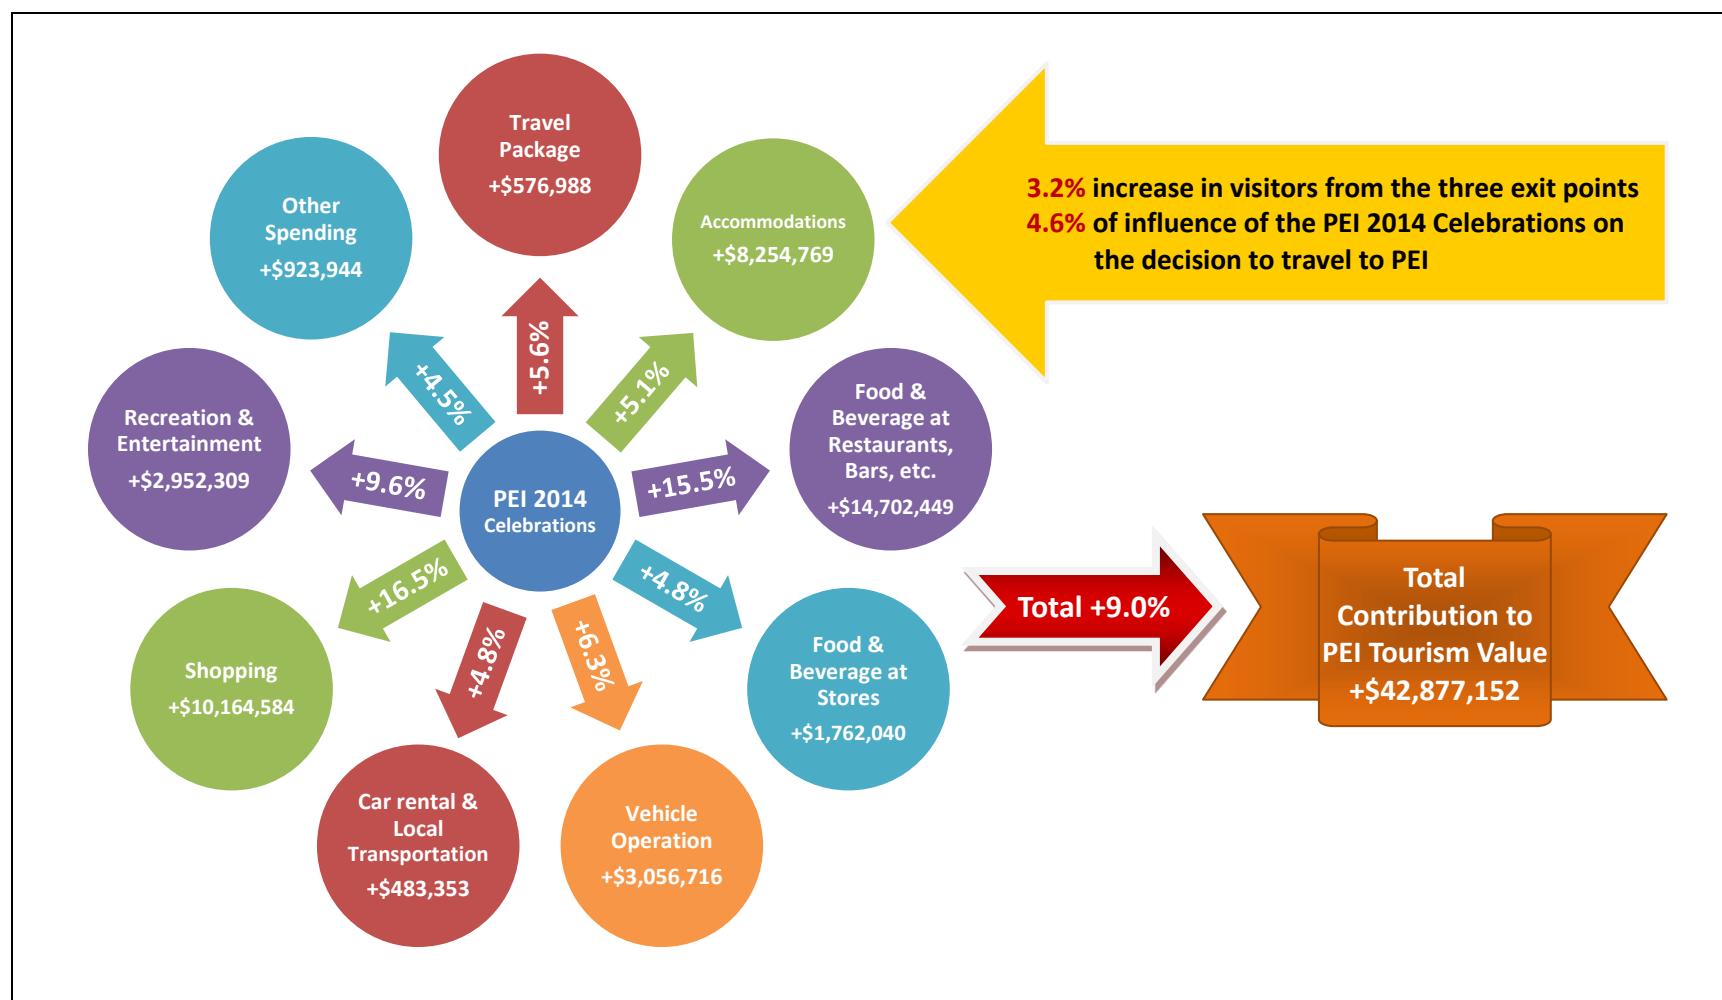 Travel
Package
+$576,988
Accommodations
+$8,254,769
Food &
Beverage at
Restaurants,
Bars, etc.
+$14,702,449
Food &
Beverage at
Stores
+$1,762,040
Vehicle
Operation
+$3,056,716
Car rental &
Local
Transportation
+$483,353
Shopping
+$10,164,584
Recreation &
Entertainment
+$2,952,309
Other
Spending
+$923,944
+5.6%
+5.1%
+15.5%
+4.8%
+6.3%
+4.8%
+16.5%
+9.6%
+4.5%
PEI 2014
Celebrations
3.2% increase in visitors from the three exit points
4.6% of influence of the PEI 2014 Celebrations on
the decision to travel to PEI
Total +9.0%
Total
Contribution to
PEI Tourism Value
+$42,877,152